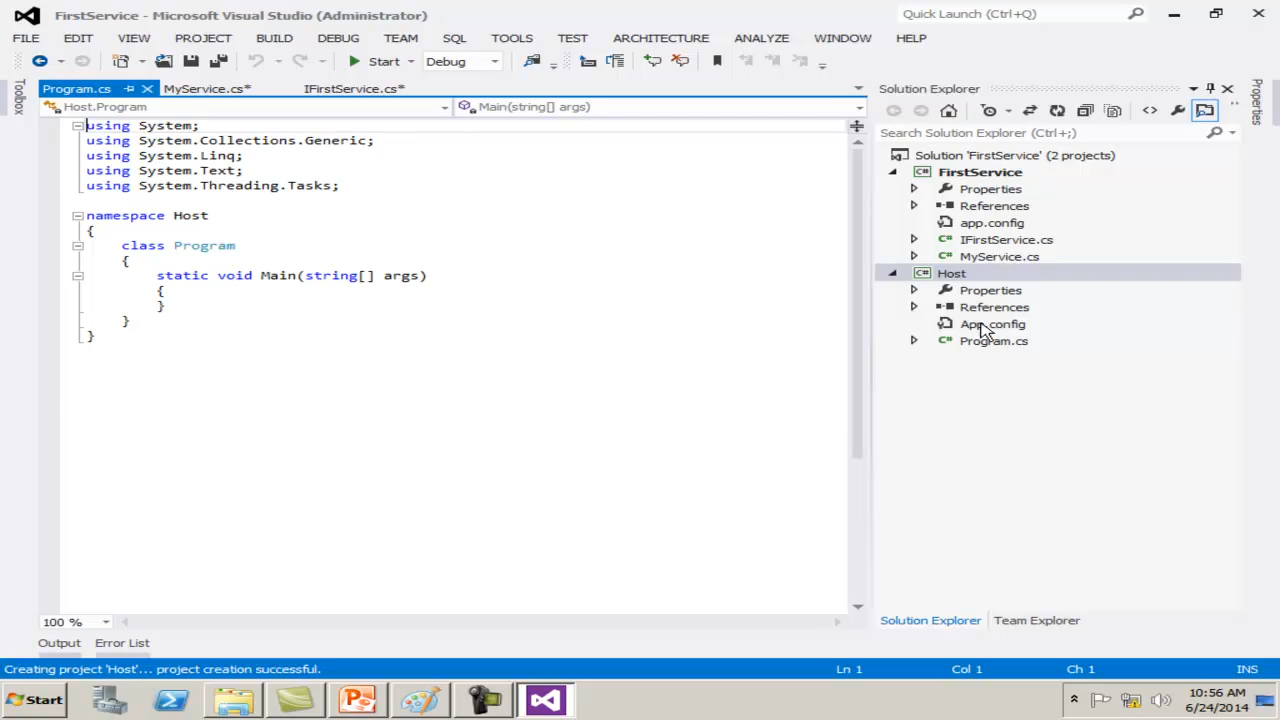 FirstService - Microsoft Visual Studio (Administrator)
Quick Launch (Ctrl+Q)
FILE EDIT VIEW PROJECT BUILD DEBUG TEAM SQL TOOLS TEST ARCHITECTURE ANALYZE WINDOW HELP
Start Debug
Toolbox
Program.cs MyService.cs* IFirstService.cs*
Host.Program Main(string[] args)
using System;
using System.Collections.Generic;
using System.Linq;
using System.Text;
using System.Threading.Tasks;
namespace Host
{
class Program
{
static void Main(string[] args)
{
}
}
}
100 %
Output Error List
Solution Explorer
Search Solution Explorer (Ctrl+;)
Solution 'FirstService' (2 projects)
C# FirstService
Properties
References
app.config
C# IFirstService.cs
C# MyService.cs
C# Host
Properties
References
App.config
C# Program.cs
Solution Explorer Team Explorer
Properties
Creating project 'Host'... project creation successful. Ln 1 Col 1 Ch 1 INS
Start
10:56 AM
6/24/2014